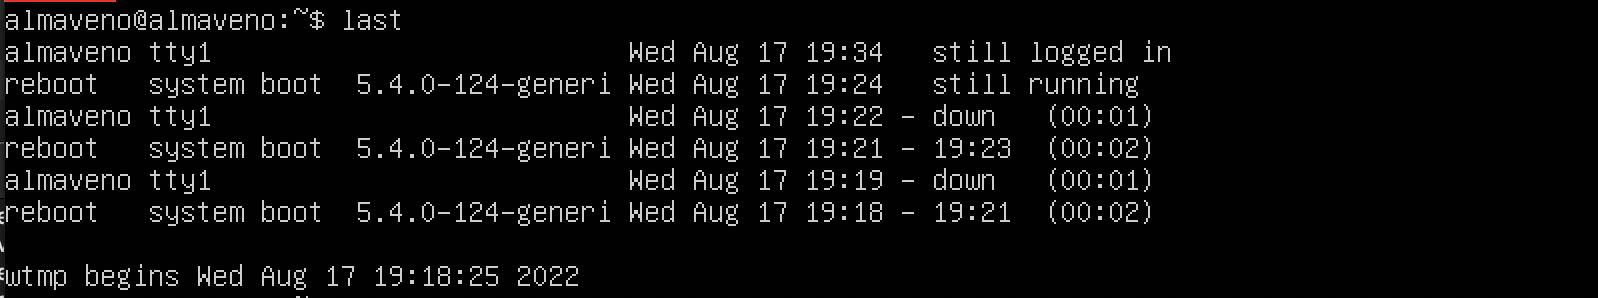 almaveno@almaveno:~$ last
almaveno tty1                          Wed Aug 17 19:34   still logged in
reboot   system boot  5.4.0-124-generi Wed Aug 17 19:24   still running
almaveno tty1                          Wed Aug 17 19:22 - down   (00:01)
reboot   system boot  5.4.0-124-generi Wed Aug 17 19:21 - 19:23  (00:02)
almaveno tty1                          Wed Aug 17 19:19 - down   (00:01)
reboot   system boot  5.4.0-124-generi Wed Aug 17 19:18 - 19:21  (00:02)
wtmp begins Wed Aug 17 19:18:25 2022